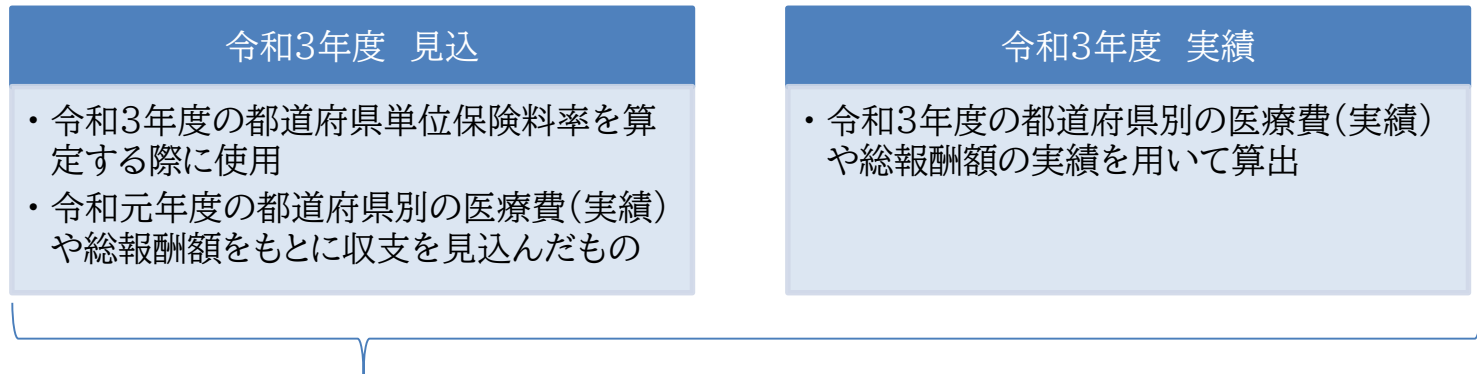 令和3年度 見込
・令和3年度の都道府県単位保険料率を算
定する際に使用
・令和元年度の都道府県別の医療費(実績)
や総報酬額をもとに収支を見込んだもの
令和3年度 実績
・令和3年度の都道府県別の医療費(実績)
や総報酬額の実績を用いて算出